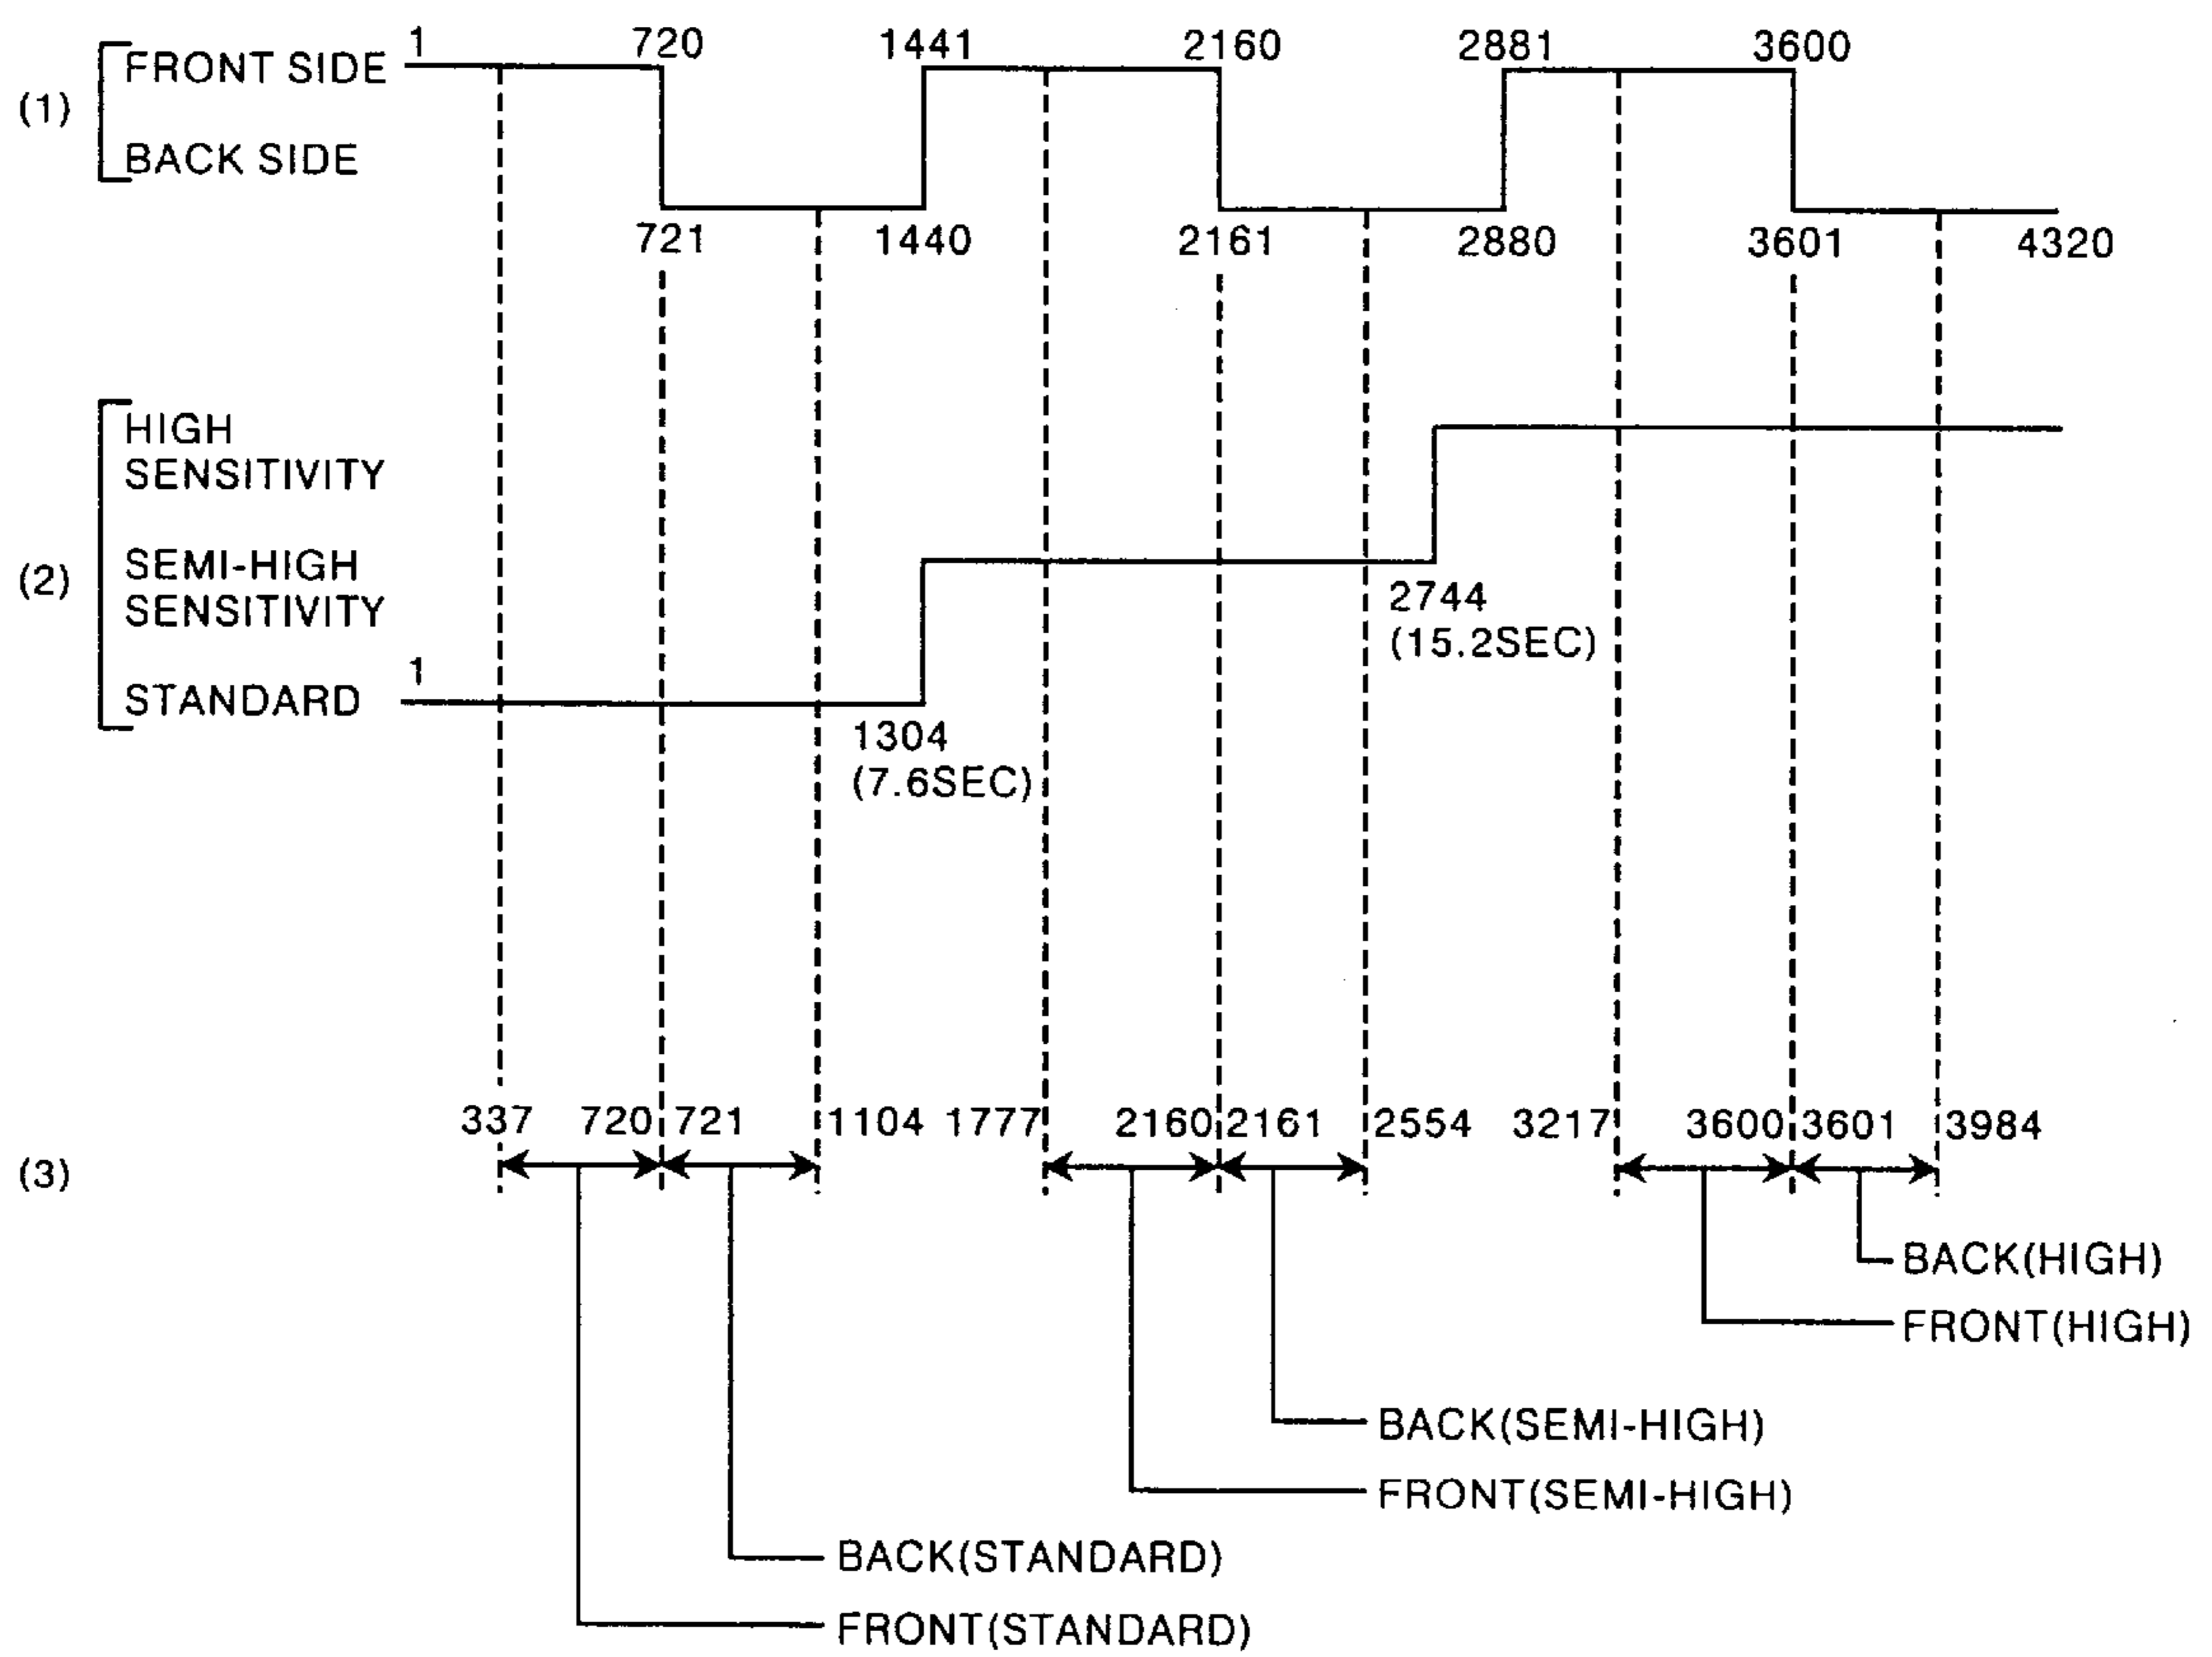 1 720 1441 2160 2881 3600
(1) FRONT SIDE
BACK SIDE
721 1440 2161 2880 3601 4320
(2) HIGH
SENSITIVITY
SEMI-HIGH
SENSITIVITY
2744
(15.2SEC)
1
STANDARD
1304
(7.6SEC)
337 720 721 1104 1777 2160 2161 2554 3217 3600 3601 3984
(3)
BACK(HIGH)
FRONT(HIGH)
BACK(SEMI-HIGH)
FRONT(SEMI-HIGH)
BACK(STANDARD)
FRONT(STANDARD)